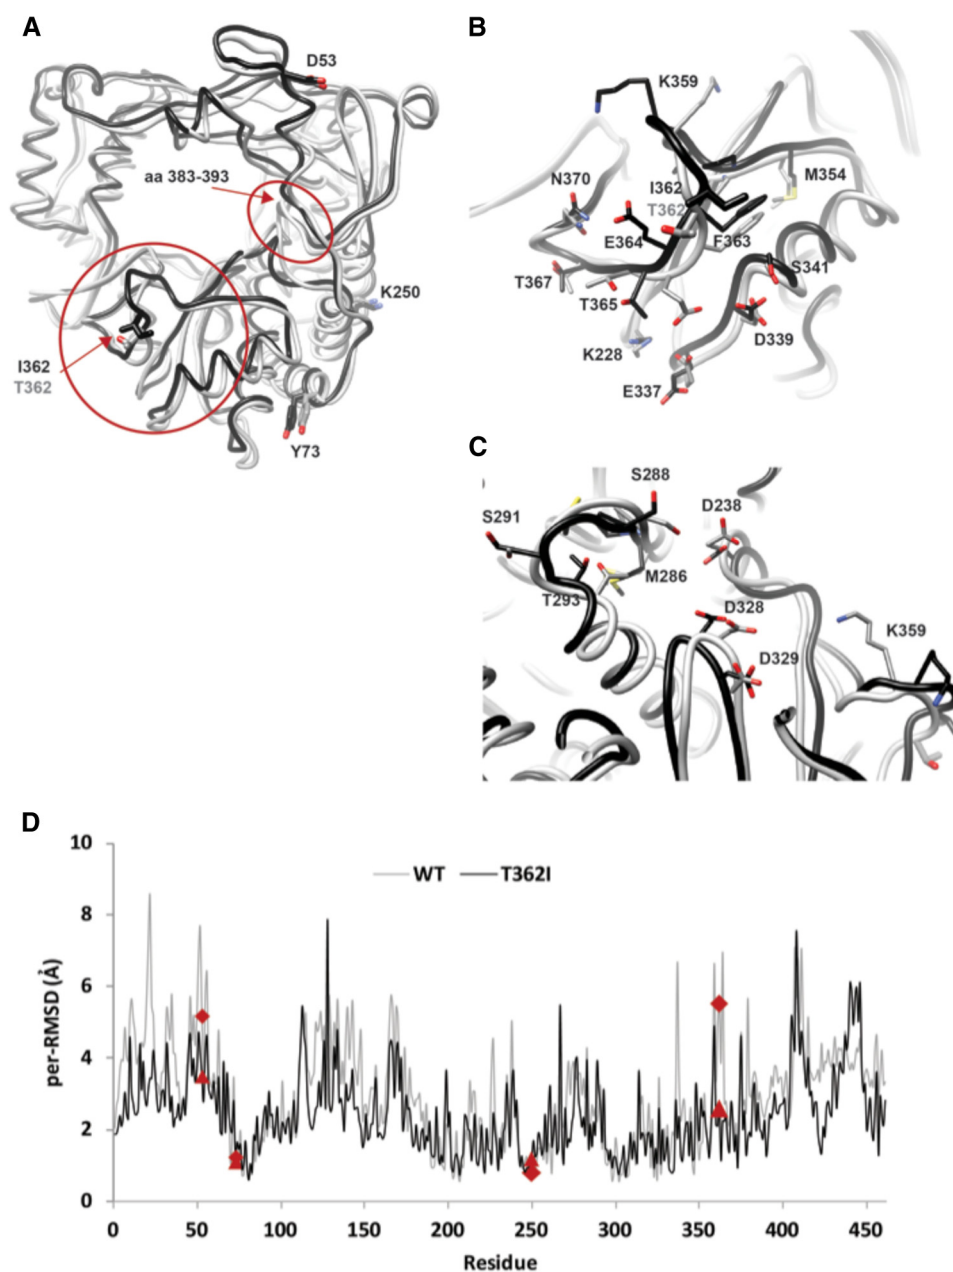 A
D53
aa 383-393
K250
I362
T362
Y73
B
K359
N370
I362
T362
M354
E364
F363
T367
T365
S341
K228
D339
E337
C
S288
S291
D238
M286
T293
D328
K359
D329
D
10
8
6
4
2
0
per-RMSD (Å)
WT
T362I
0 50 100 150 200 250 300 350 400 450
Residue